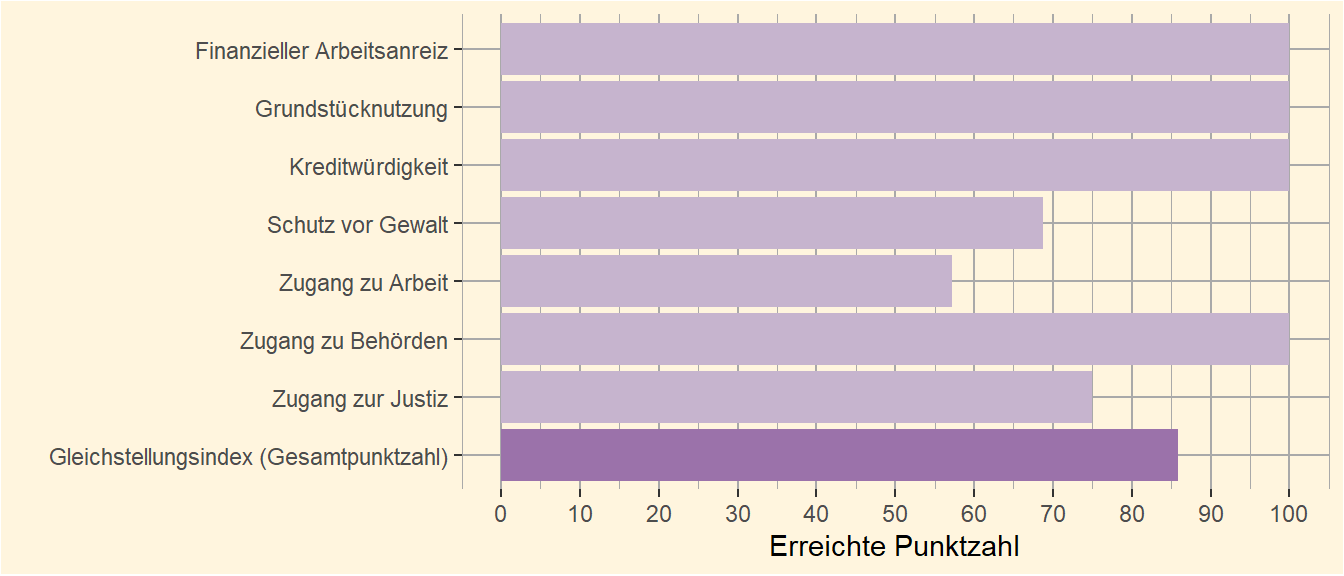 Finanzieller Arbeitsanreiz
Grundstücknutzung
Kreditwürdigkeit
Schutz vor Gewalt
Zugang zu Arbeit
Zugang zu Behörden
Zugang zur Justiz
Gleichstellungsindex (Gesamtpunktzahl)
0 10 20 30 40 50 60 70 80 90 100
Erreichte Punktzahl